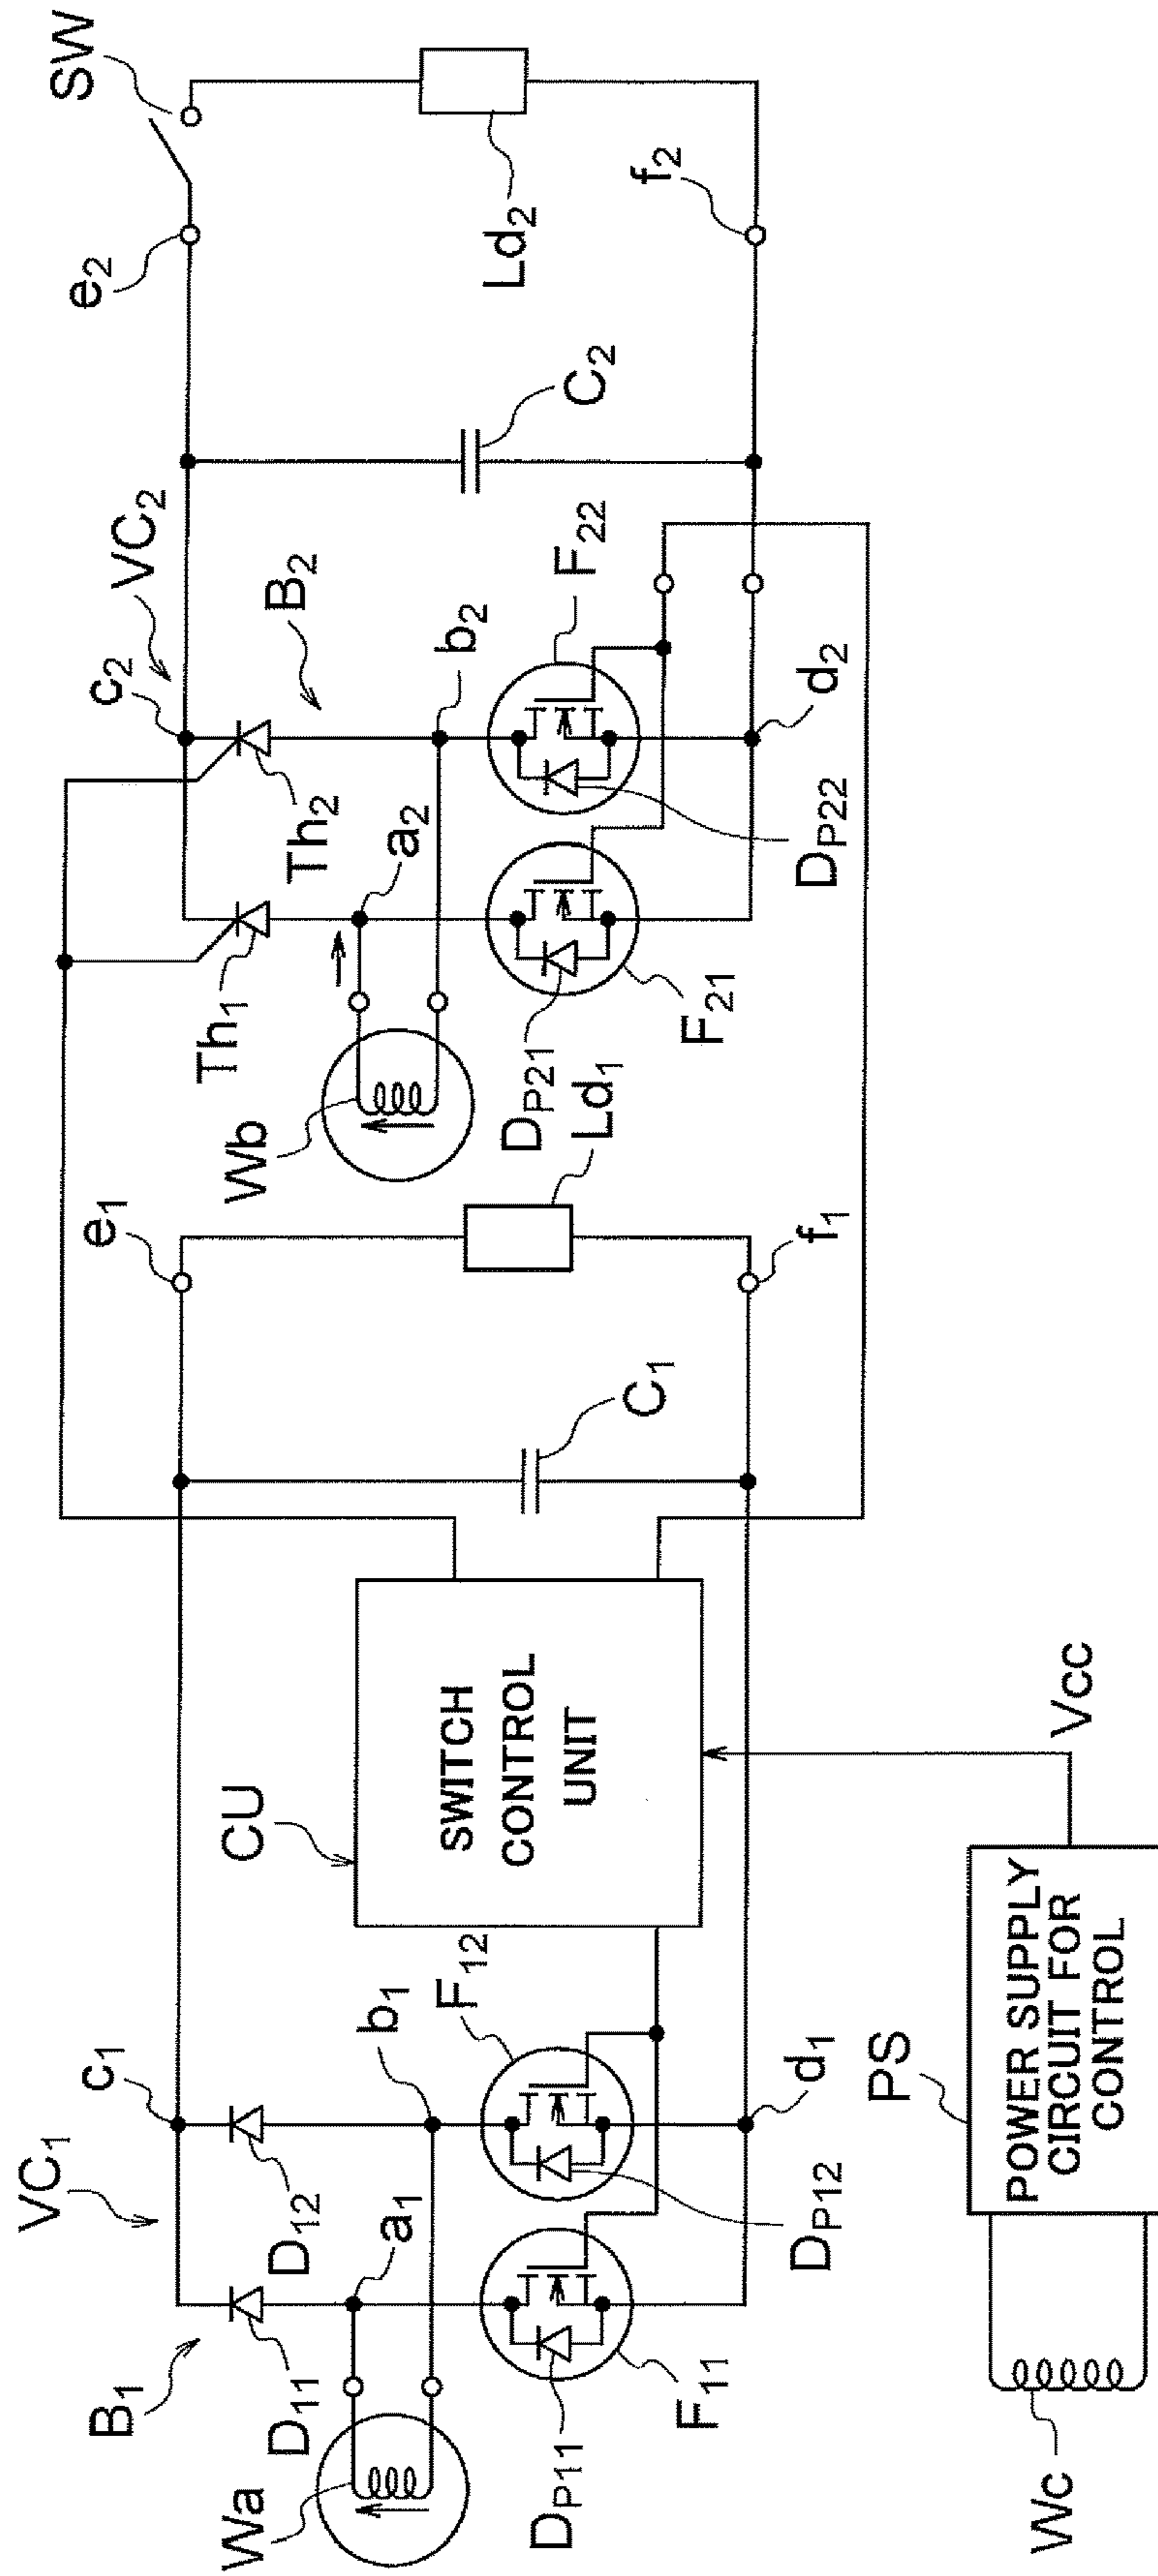 VC1
c1
B1
D11
D12
a1
b1
Wa
DP11
F11
F12
DP12
d1
CU
SWITCH
CONTROL
UNIT
C1
e1
f1
Ld1
Wc
PS
POWER SUPPLY
CIRCUIT FOR
CONTROL
Vcc
VC2
c2
B2
Th1
Th2
a2
b2
Wb
DP21
F21
F22
DP22
d2
C2
e2
SW
Ld2
f2